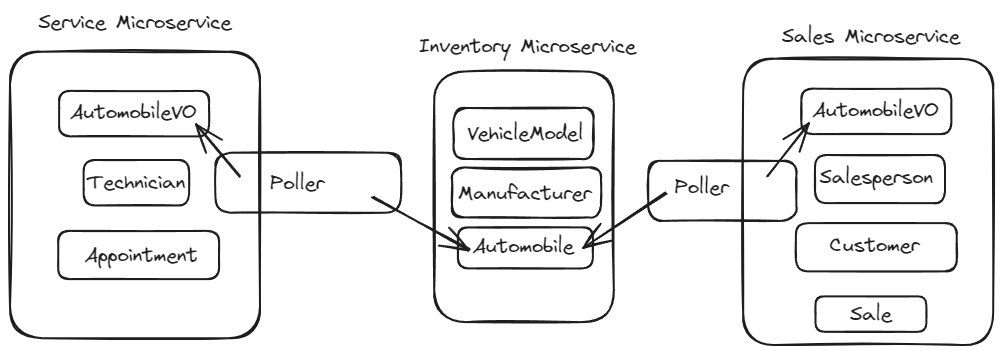 Service Microservice
AutomobileVO
Technician
Appointment
Poller
Inventory Microservice
VehicleModel
Manufacturer
Automobile
Poller
Sales Microservice
AutomobileVO
Salesperson
Customer
Sale